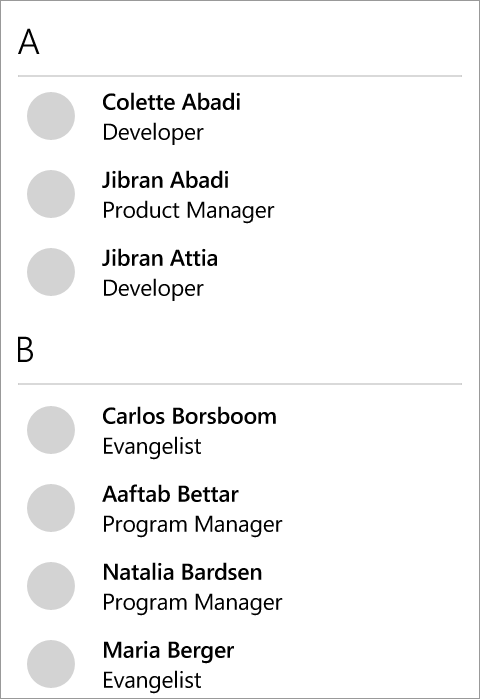 A
Colette Abadi
Developer
Jibran Abadi
Product Manager
Jibran Attia
Developer
B
Carlos Borsboom
Evangelist
Aaftab Bettar
Program Manager
Natalia Bardsen
Program Manager
Maria Berger
Evangelist